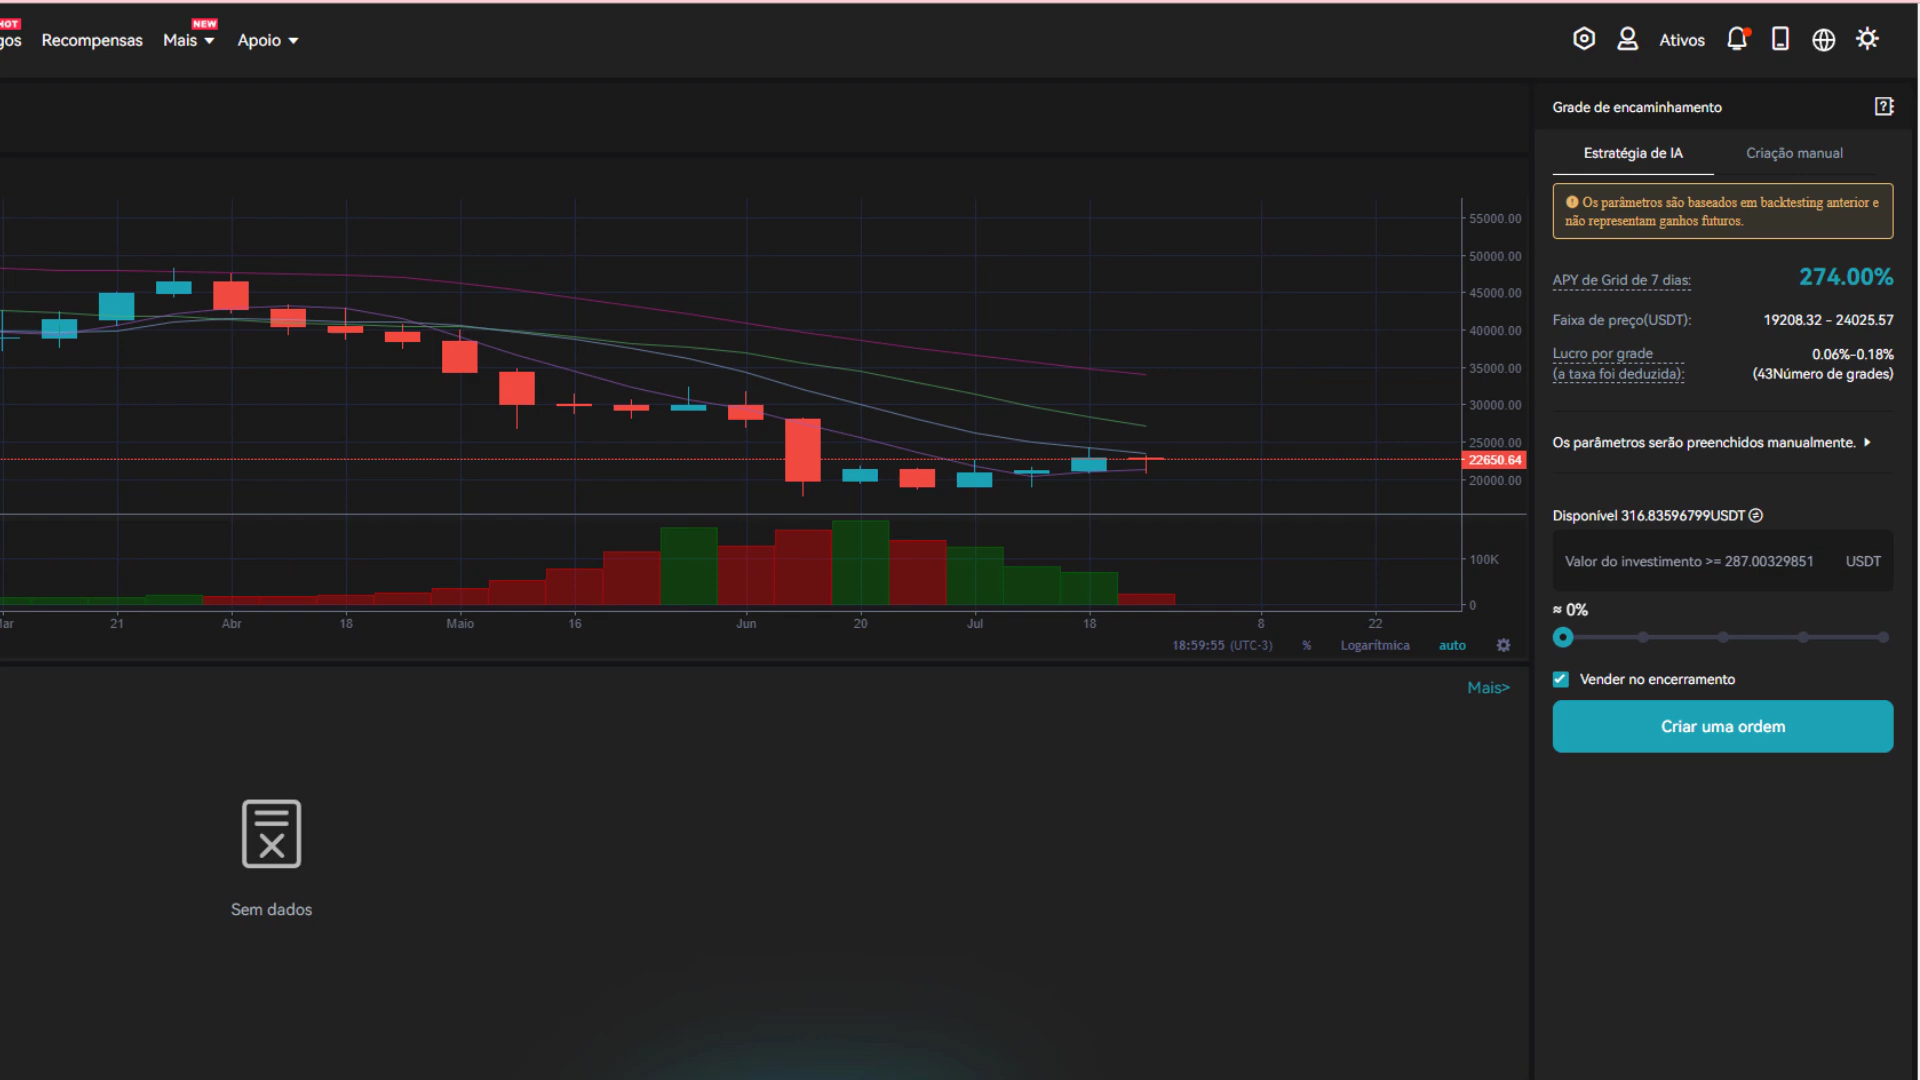 HOT
gos
Recompensas
NEW
Mais
Apoio
Ativos
Grade de encaminhamento
Estratégia de IA
Criação manual
Os parâmetros são baseados em backtesting anterior e
não representam ganhos futuros.
APY de Grid de 7 dias:
274.00%
Faixa de preço(USDT):
19208.32 - 24025.57
Lucro por grade
(a taxa foi deduzida):
0.06%-0.18%
(43Número de grades)
Os parâmetros serão preenchidos manualmente.
Disponível 316.83596799USDT
Valor do investimento >= 287.00329851
USDT
≈ 0%
Vender no encerramento
Criar uma ordem
55000.00
50000.00
45000.00
40000.00
35000.00
30000.00
25000.00
22650.64
20000.00
100K
0
ar
21
Abr
18
Maio
16
Jun
20
Jul
18
8
22
18:59:55 (UTC-3)
%
Logarítmica
auto
Mais>
Sem dados